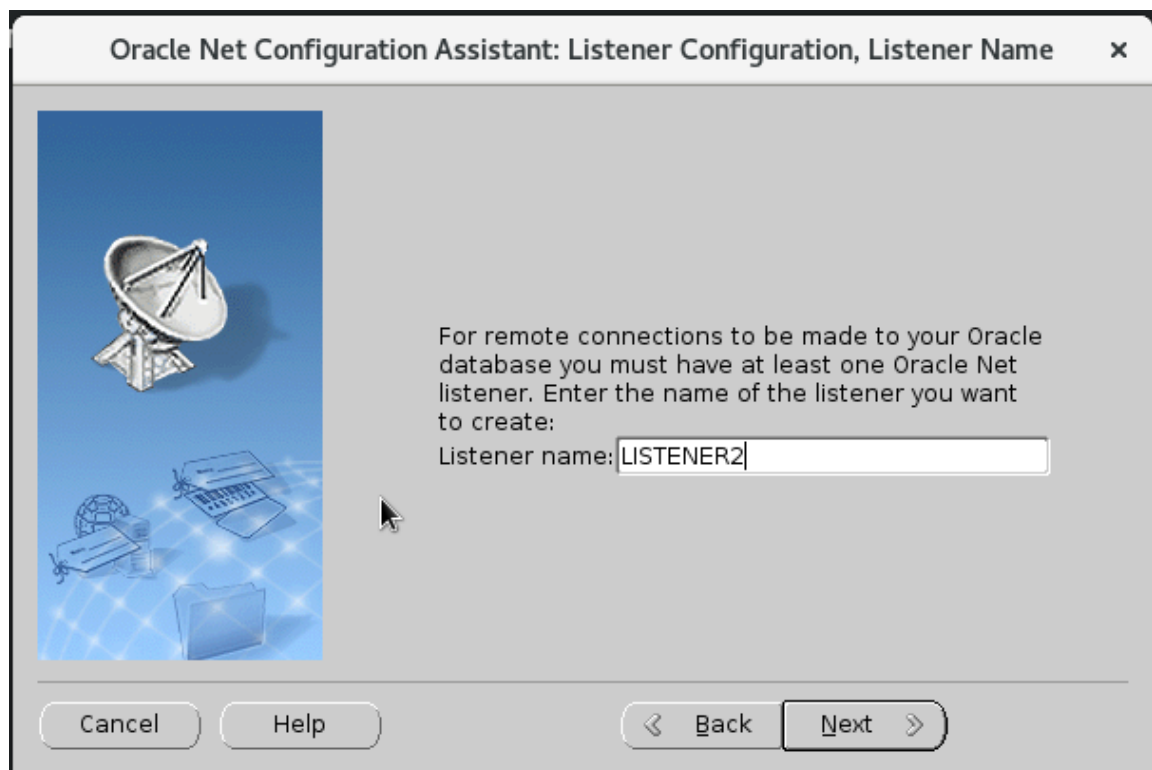 Oracle Net Configuration Assistant: Listener Configuration, Listener Name
For remote connections to be made to your Oracle
database you must have at least one Oracle Net
listener. Enter the name of the listener you want
to create:
Listener name: LISTENER2
Cancel Help Back Next